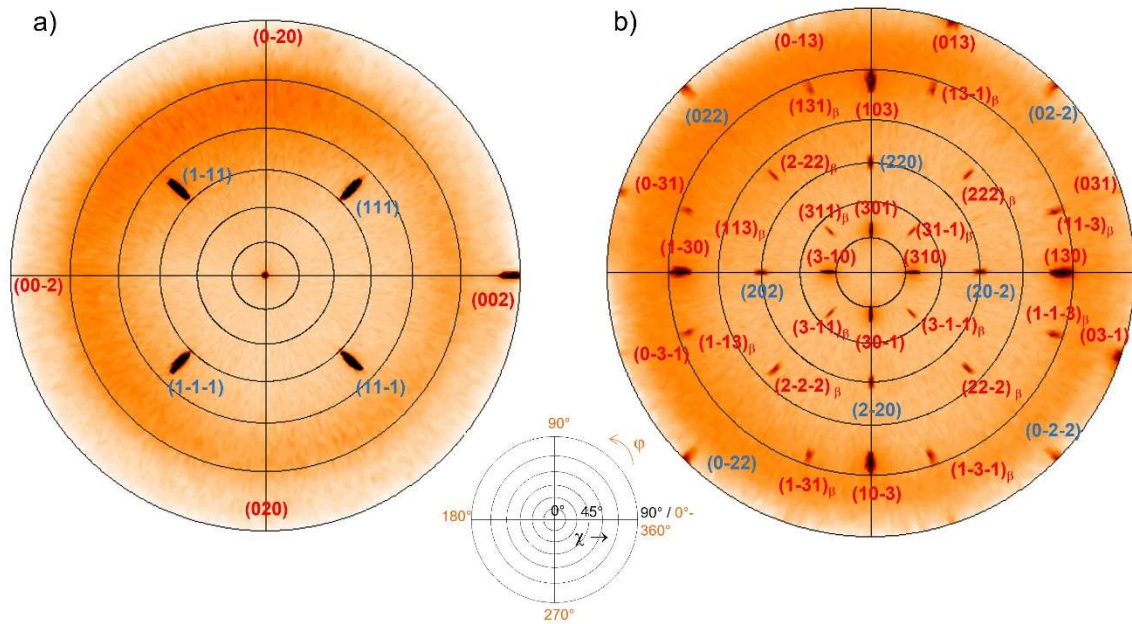 a)
(0-20)
(1-11)
(111)
(00-2)
(002)
(1-1-1)
(11-1)
(020)
b)
(0-13)
(013)
(022)
(131)β
(103)
(13-1)β
(02-2)
(2-22)β
(220)
(222)β
(0-31)
(031)
(113)β
(311)β
(301)
(31-1)β
(11-3)β
(1-30)
(3-10)
(310)
(130)
(202)
(20-2)
(1-1-3)β
(1-13)β
(3-11)β
(30-1)
(3-1-1)β
(03-1)
(0-3-1)
(2-2-2) β
(2-20)
(22-2) β
(0-22)
(0-2-2)
(1-31)β
(10-3)
(1-3-1)β
90°
φ
180°
0°
45°
90° / 0°-
360°
χ →
270°